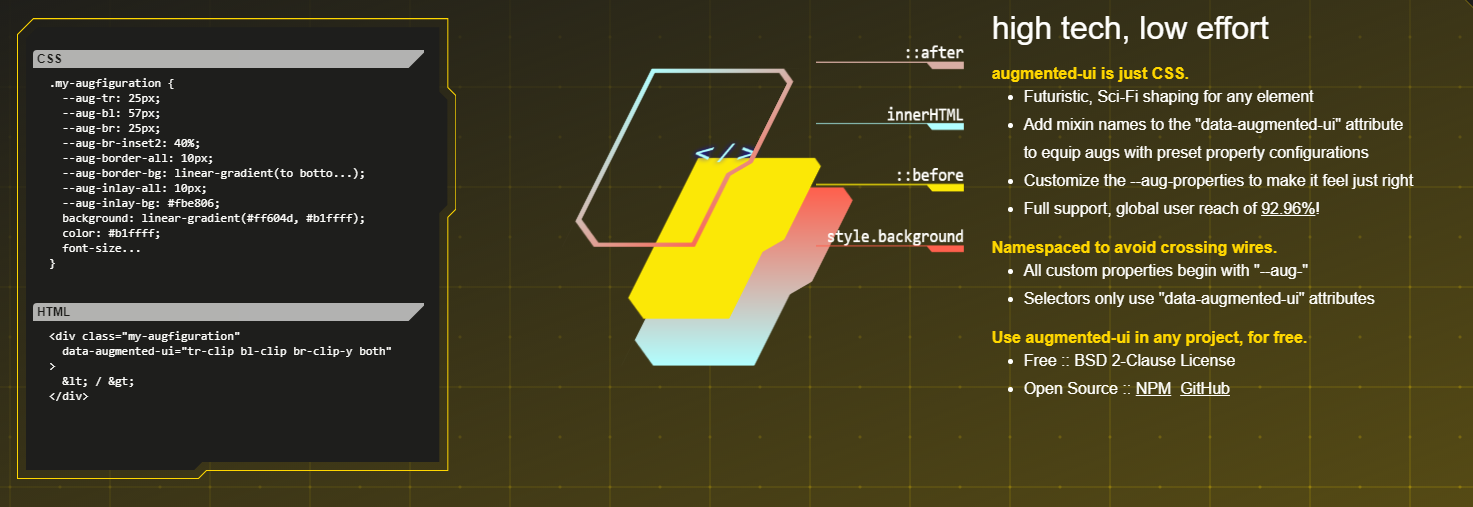 CSS
.my-augfiguration {
--aug-tr: 25px;
--aug-bl: 57px;
--aug-br: 25px;
--aug-br-inset2: 40%;
--aug-border-all: 10px;
--aug-border-bg: linear-gradient(to botto...);
--aug-inlay-all: 10px;
--aug-inlay-bg: #fbe806;
background: linear-gradient(#ff604d, #b1ffff);
color: #b1ffff;
font-size...
}
HTML
<div class="my-augfiguration"
data-augmented-ui="tr-clip bl-clip br-clip-y both"
>
&lt; / &gt;
</div>
</>
::after
innerHTML
::before
style.background
high tech, low effort
augmented-ui is just CSS.
• Futuristic, Sci-Fi shaping for any element
• Add mixin names to the "data-augmented-ui" attribute
to equip augs with preset property configurations
• Customize the --aug-properties to make it feel just right
• Full support, global user reach of 92.96%!
Namespaced to avoid crossing wires.
• All custom properties begin with "--aug-"
• Selectors only use "data-augmented-ui" attributes
Use augmented-ui in any project, for free.
• Free :: BSD 2-Clause License
• Open Source :: NPM GitHub